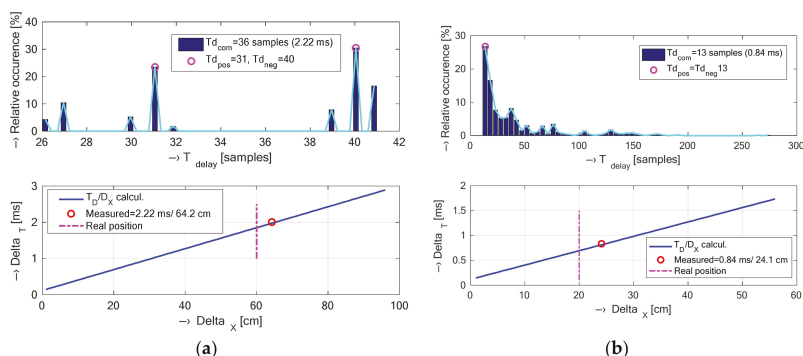 –> Relative occurence [%]
40
30
20
10
0
26 28 30 32 34 36 38 40 42
–> T delay [samples]
Td com=36 samples (2.22 ms)
Td pos=31, Td neg=40
–> Relative occurence [%]
30
20
10
0
0 50 100 150 200 250 300
–> T delay [samples]
Td com=13 samples (0.84 ms)
Td pos=Td neg 13
–> Delta T [ms]
3
2
1
0
0 20 40 60 80 100
–> Delta X [cm]
T D/D X calcul.
Measured=2.22 ms/ 64.2 cm
Real position
(a)
–> Delta T [ms]
2
1.5
1
0.5
0
0 10 20 30 40 50 60
–> Delta X [cm]
T D/D X calcul.
Measured=0.84 ms/ 24.1 cm
Real position
(b)